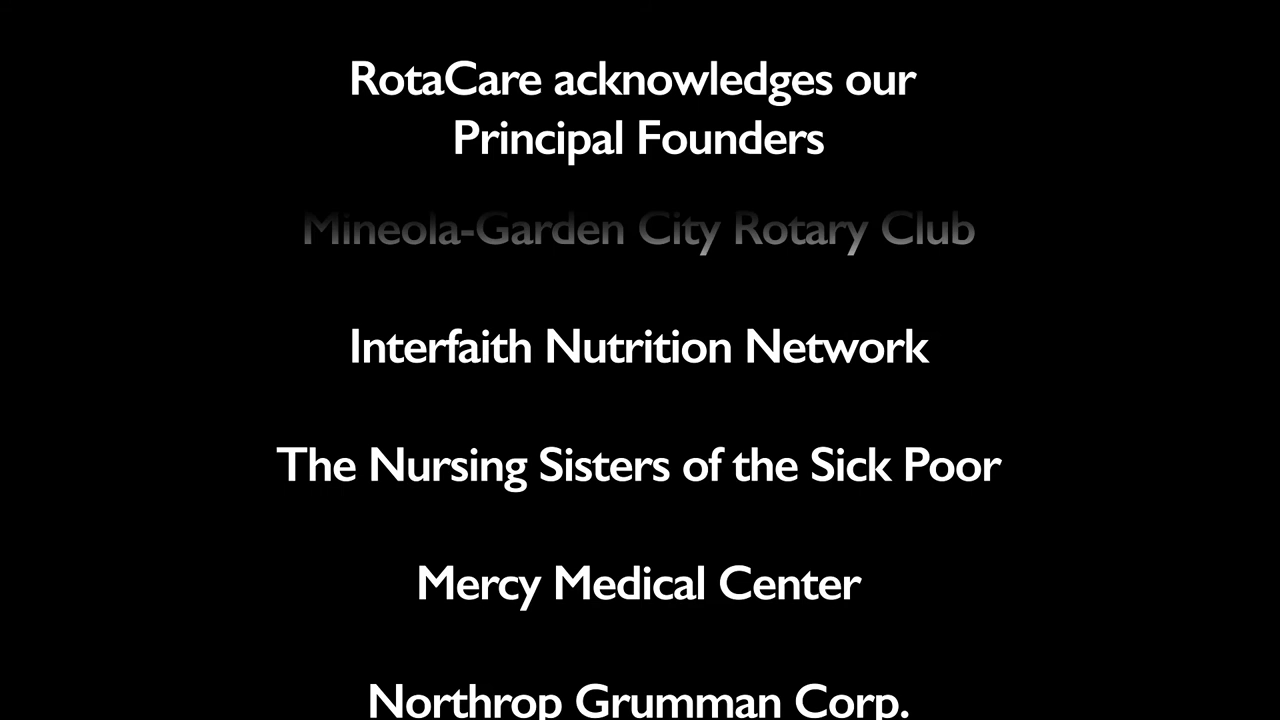 RotaCare acknowledges our
Principal Founders
Mineola-Garden City Rotary Club
Interfaith Nutrition Network
The Nursing Sisters of the Sick Poor
Mercy Medical Center
Northrop Grumman Corp.